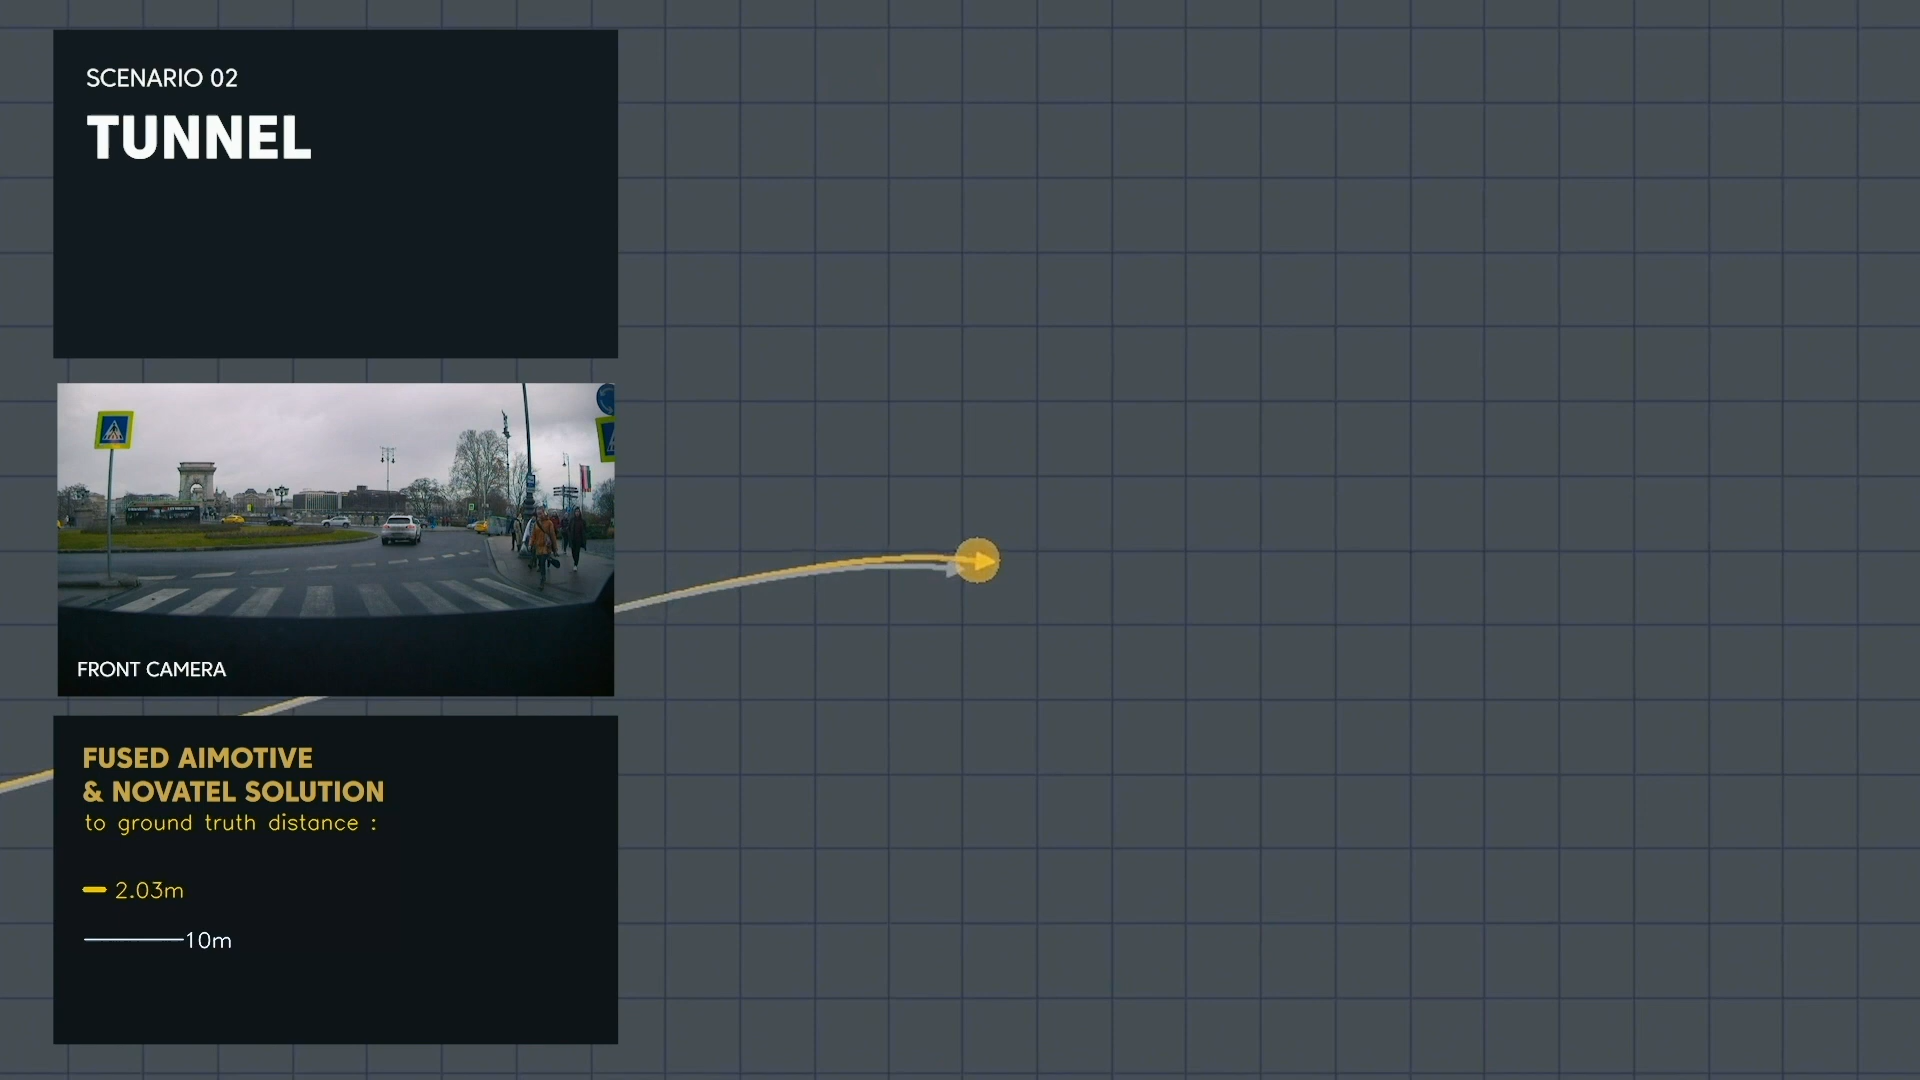 SCENARIO 02
TUNNEL
FRONT CAMERA
FUSED AIMOTIVE
& NOVATEL SOLUTION
to ground truth distance :
2.03m
10m